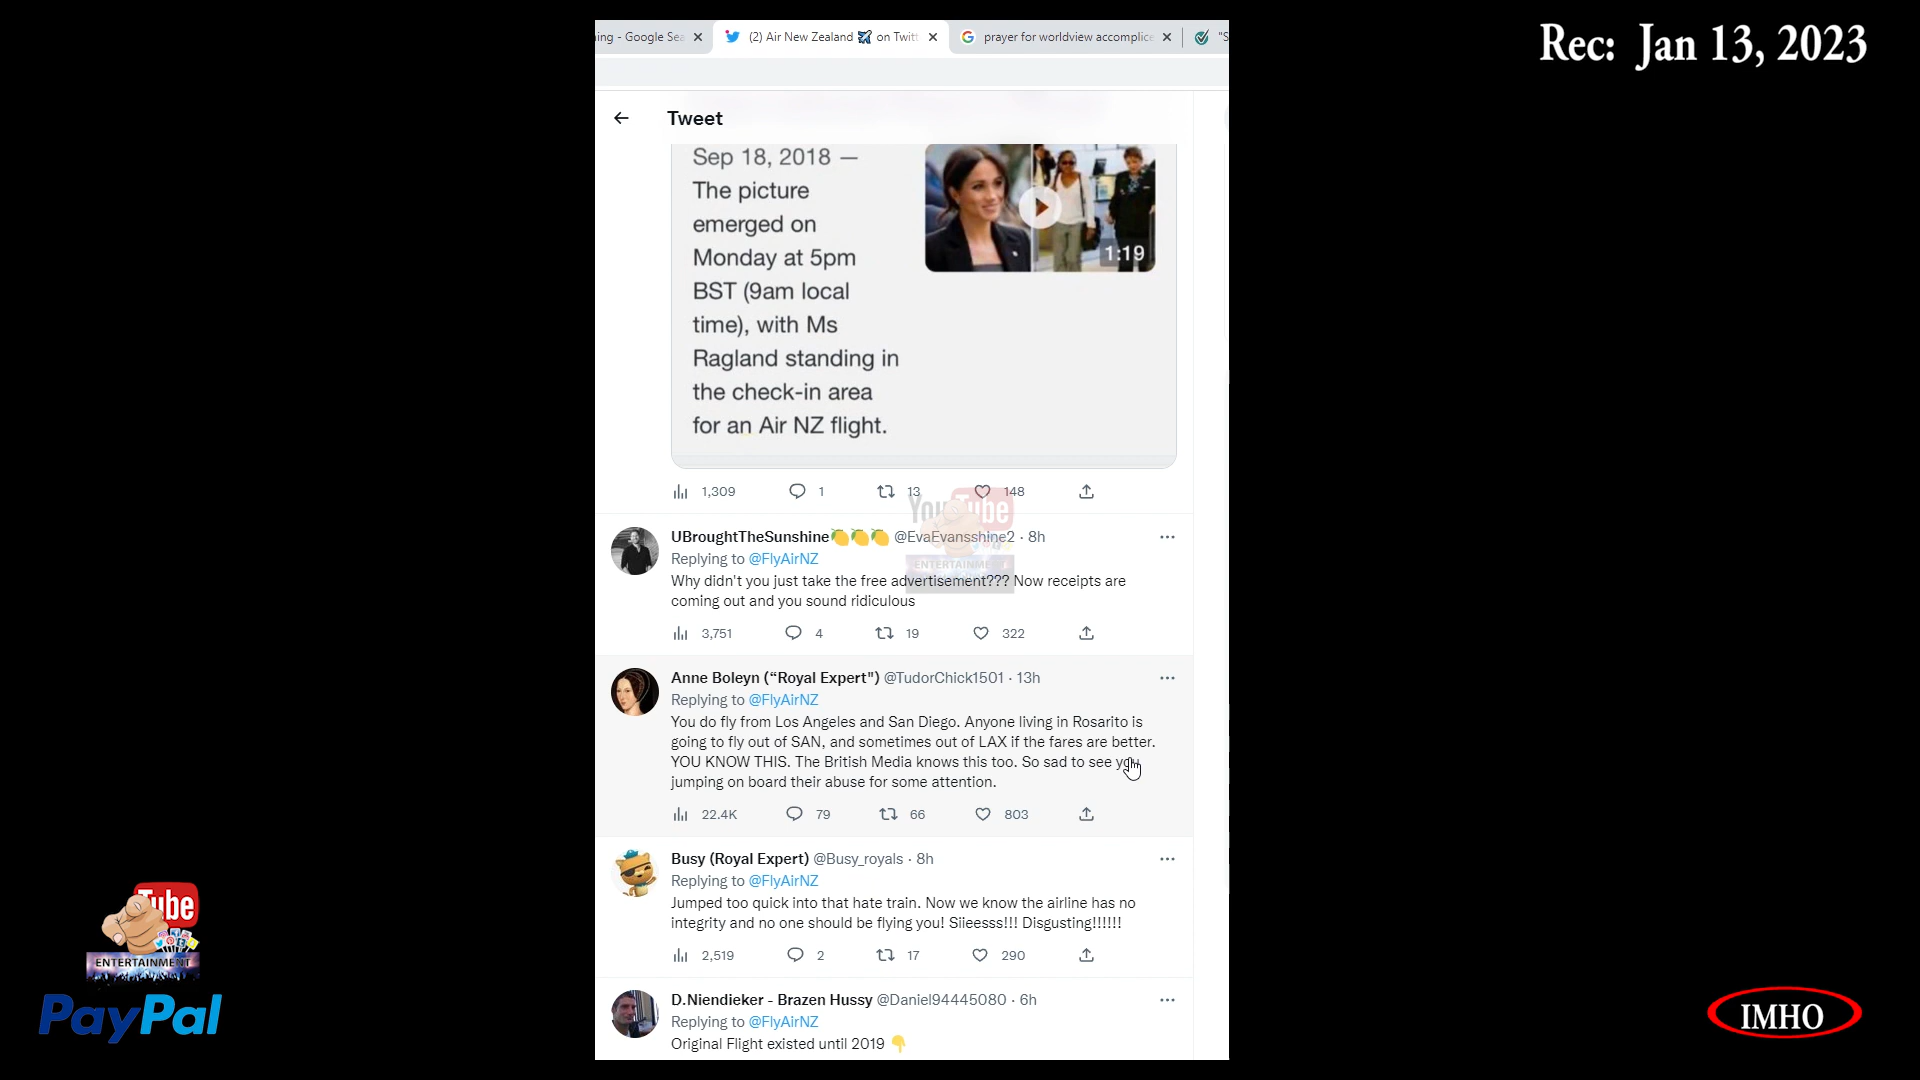 Rec: Jan 13, 2023
ing - Google Sea
(2) Air New Zealand on Twitt
prayer for worldview accomplice
"S
Tweet
Sep 18, 2018 —
The picture
emerged on
Monday at 5pm
BST (9am local
time), with Ms
Ragland standing in
the check-in area
for an Air NZ flight.
1:19
1,309 1 13 148
YouTube
ENTERTAINME
UBroughtTheSunshine🍋🍋🍋 @EvaEvansshine2 · 8h
Replying to @FlyAirNZ
Why didn't you just take the free advertisement??? Now receipts are
coming out and you sound ridiculous
3,751 4 19 322
Anne Boleyn (“Royal Expert") @TudorChick1501 · 13h
Replying to @FlyAirNZ
You do fly from Los Angeles and San Diego. Anyone living in Rosarito is
going to fly out of SAN, and sometimes out of LAX if the fares are better.
YOU KNOW THIS. The British Media knows this too. So sad to see you
jumping on board their abuse for some attention.
22.4K 79 66 803
Busy (Royal Expert) @Busy_royals · 8h
Replying to @FlyAirNZ
Jumped too quick into that hate train. Now we know the airline has no
integrity and no one should be flying you! Siieesss!!! Disgusting!!!!!!
2,519 2 17 290
D.Niendieker - Brazen Hussy @Daniel94445080 · 6h
Replying to @FlyAirNZ
Original Flight existed until 2019 👇
Tube
ENTERTAINMENT
PayPal
IMHO